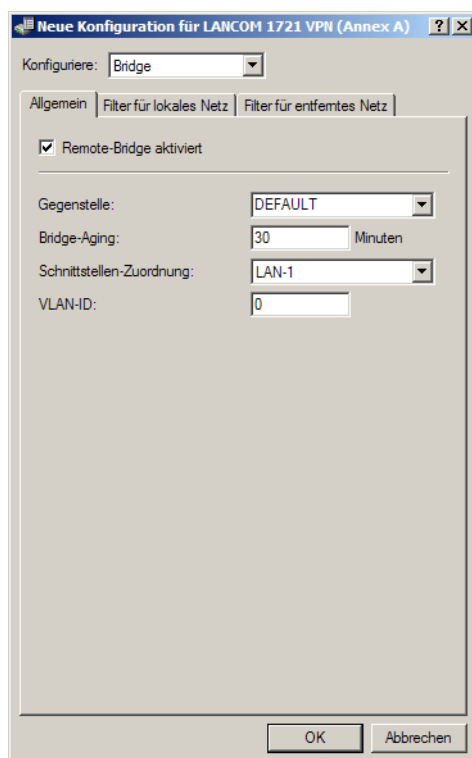 Neue Konfiguration für LANCOM 1721 VPN (Annex A)
Konfiguriere: Bridge
Allgemein Filter für lokales Netz Filter für entferntes Netz
Remote-Bridge aktiviert
Gegenstelle: DEFAULT
Bridge-Aging: 30 Minuten
Schnittstellen-Zuordnung: LAN-1
VLAN-ID: 0
OK Abbrechen